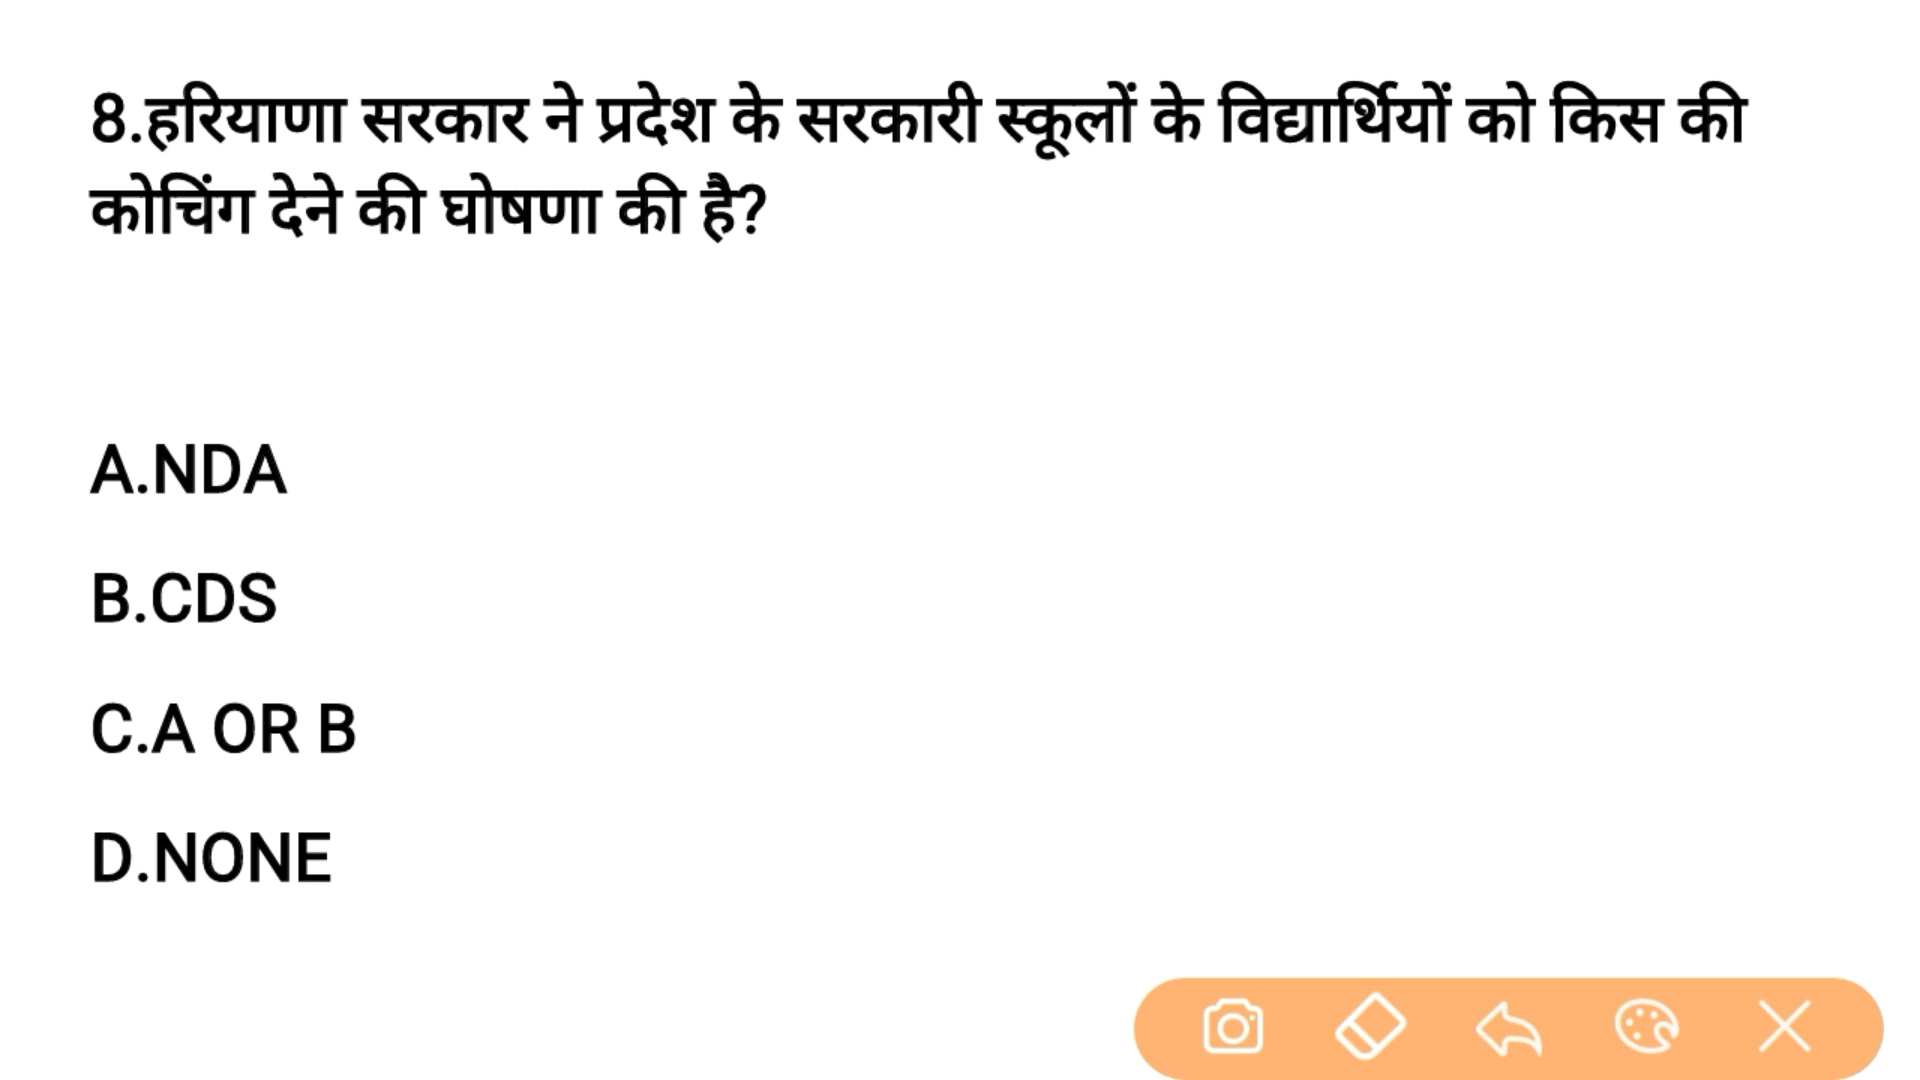 8.हरियाणा सरकार ने प्रदेश के सरकारी स्कूलों के विद्यार्थियों को किस की
कोचिंग देने की घोषणा की है?
A.NDA
B.CDS
C.A OR B
D.NONE